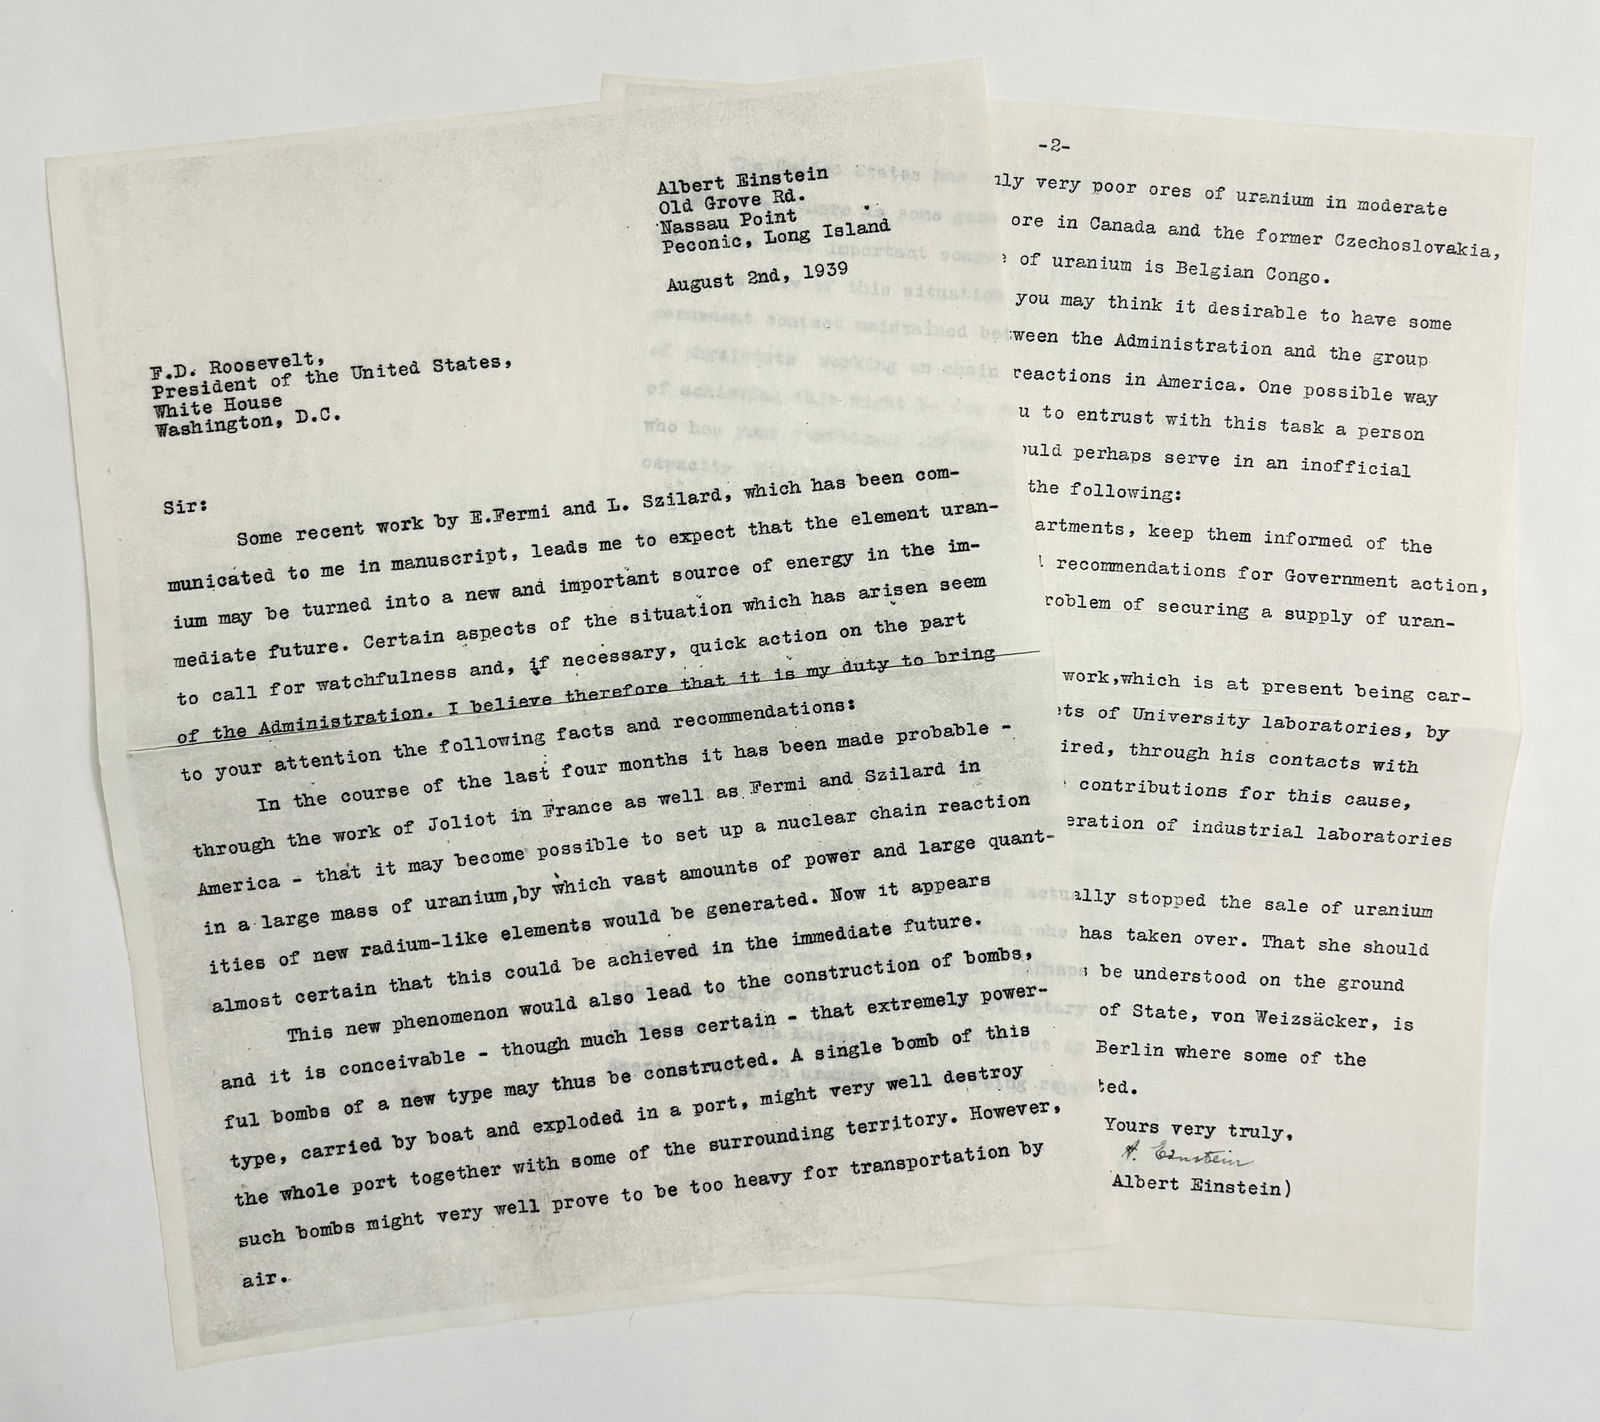 Albert Einstein
Old Grove Rd.
Nassau Point
Peconic, Long Island
August 2nd, 1939
F.D. Roosevelt,
President of the United States,
White House
Washington, D.C.
Sir:
Some recent work by E.Fermi and L. Szilard, which has been com-
municated to me in manuscript, leads me to expect that the element uran-
ium may be turned into a new and important source of energy in the im-
mediate future. Certain aspects of the situation which has arisen seem
to call for watchfulness and, if necessary, quick action on the part
of the Administration. I believe therefore that it is my duty to bring
to your attention the following facts and recommendations:
In the course of the last four months it has been made probable -
through the work of Joliot in France as well as Fermi and Szilard in
America - that it may become possible to set up a nuclear chain reaction
in a large mass of uranium,by which vast amounts of power and large quant-
ities of new radium-like elements would be generated. Now it appears
almost certain that this could be achieved in the immediate future.
This new phenomenon would also lead to the construction of bombs,
and it is conceivable - though much less certain - that extremely power-
ful bombs of a new type may thus be constructed. A single bomb of this
type, carried by boat and exploded in a port, might very well destroy
the whole port together with some of the surrounding territory. However,
such bombs might very well prove to be too heavy for transportation by
air.
-2-
very poor ores of uranium in moderate
ore in Canada and the former Czechoslovakia,
of uranium is Belgian Congo.
you may think it desirable to have some
ween the Administration and the group
reactions in America. One possible way
u to entrust with this task a person
ould perhaps serve in an inofficial
the following:
artments, keep them informed of the
recommendations for Government action,
roblem of securing a supply of uran-
work,which is at present being car-
ts of University laboratories, by
ired, through his contacts with
contributions for this cause,
eration of industrial laboratories
ally stopped the sale of uranium
has taken over. That she should
be understood on the ground
of State, von Weizsäcker, is
Berlin where some of the
ted.
Yours very truly,
A. Einstein
Albert Einstein)